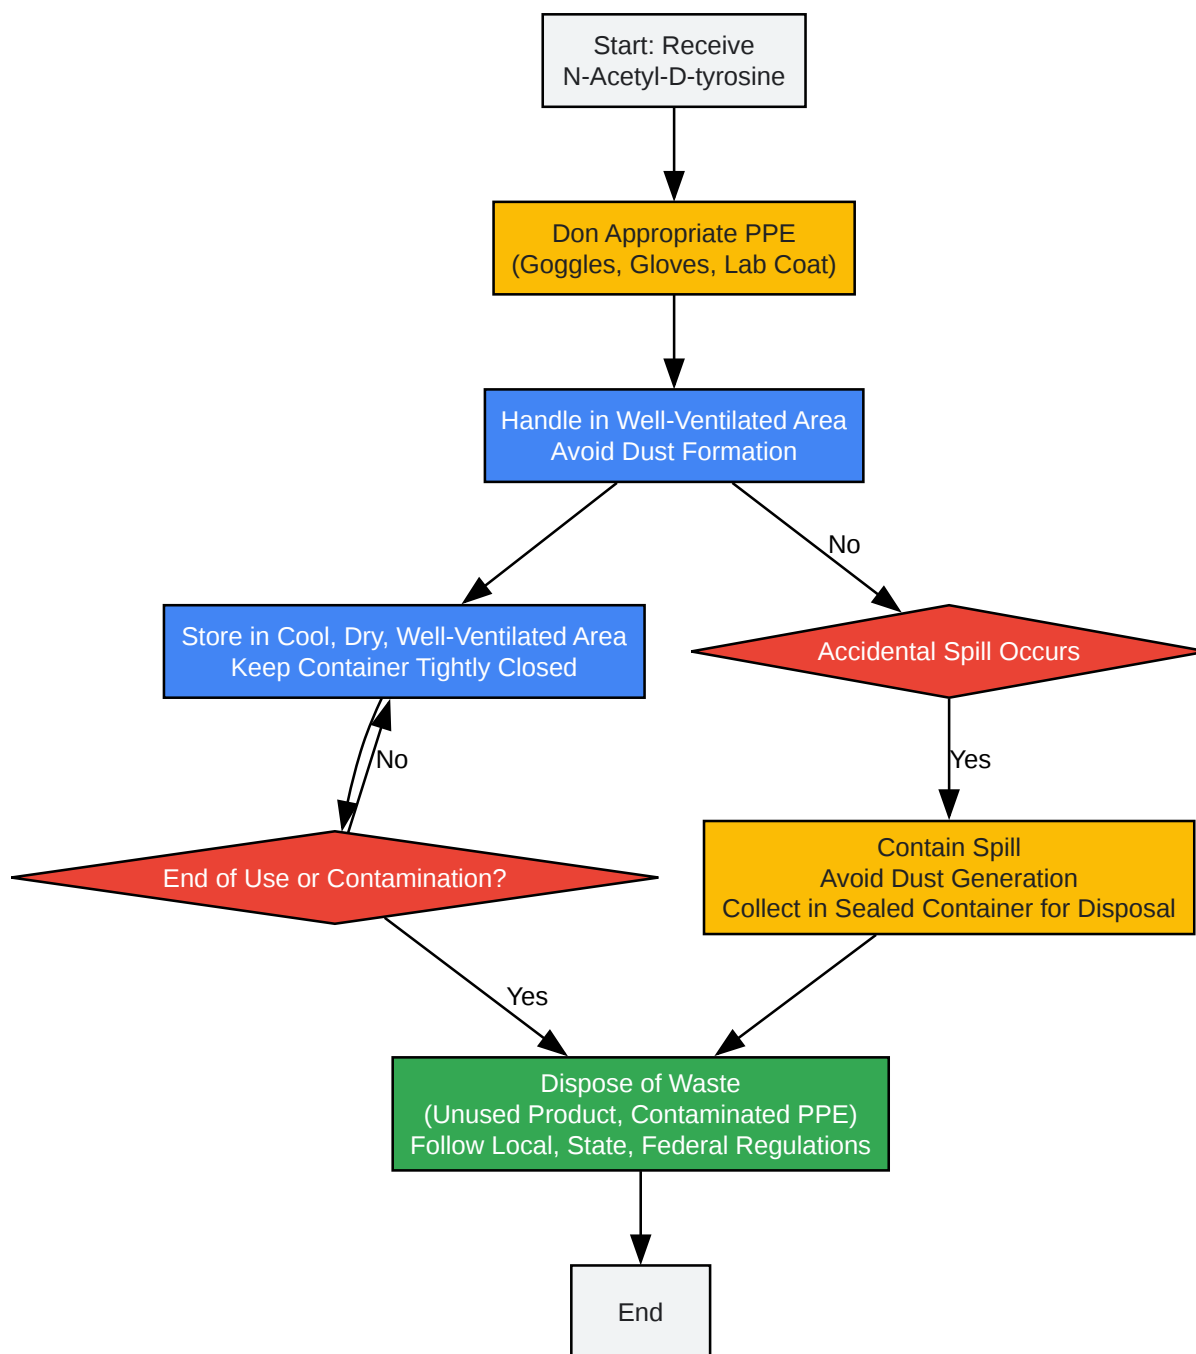 Start: Receive
N-Acetyl-D-tyrosine
Don Appropriate PPE
(Goggles, Gloves, Lab Coat)
Handle in Well-Ventilated Area
Avoid Dust Formation
No
Store in Cool, Dry, Well-Ventilated Area
Keep Container Tightly Closed
Accidental Spill Occurs
No
Yes
End of Use or Contamination?
Contain Spill
Avoid Dust Generation
Collect in Sealed Container for Disposal
Yes
Dispose of Waste
(Unused Product, Contaminated PPE)
Follow Local, State, Federal Regulations
End